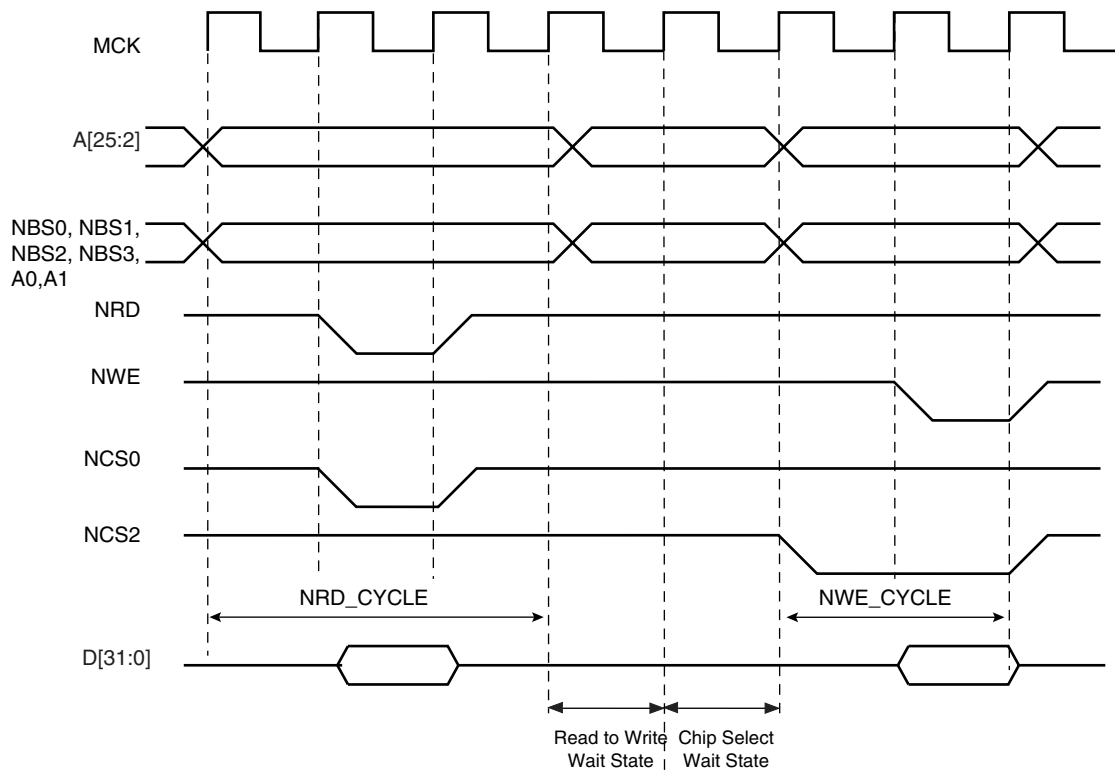 MCK
A[25:2]
NBS0, NBS1,
NBS2, NBS3,
A0,A1
NRD
NWE
NCS0
NCS2
NRD_CYCLE
NWE_CYCLE
D[31:0]
Read to Write
Wait State
Chip Select
Wait State